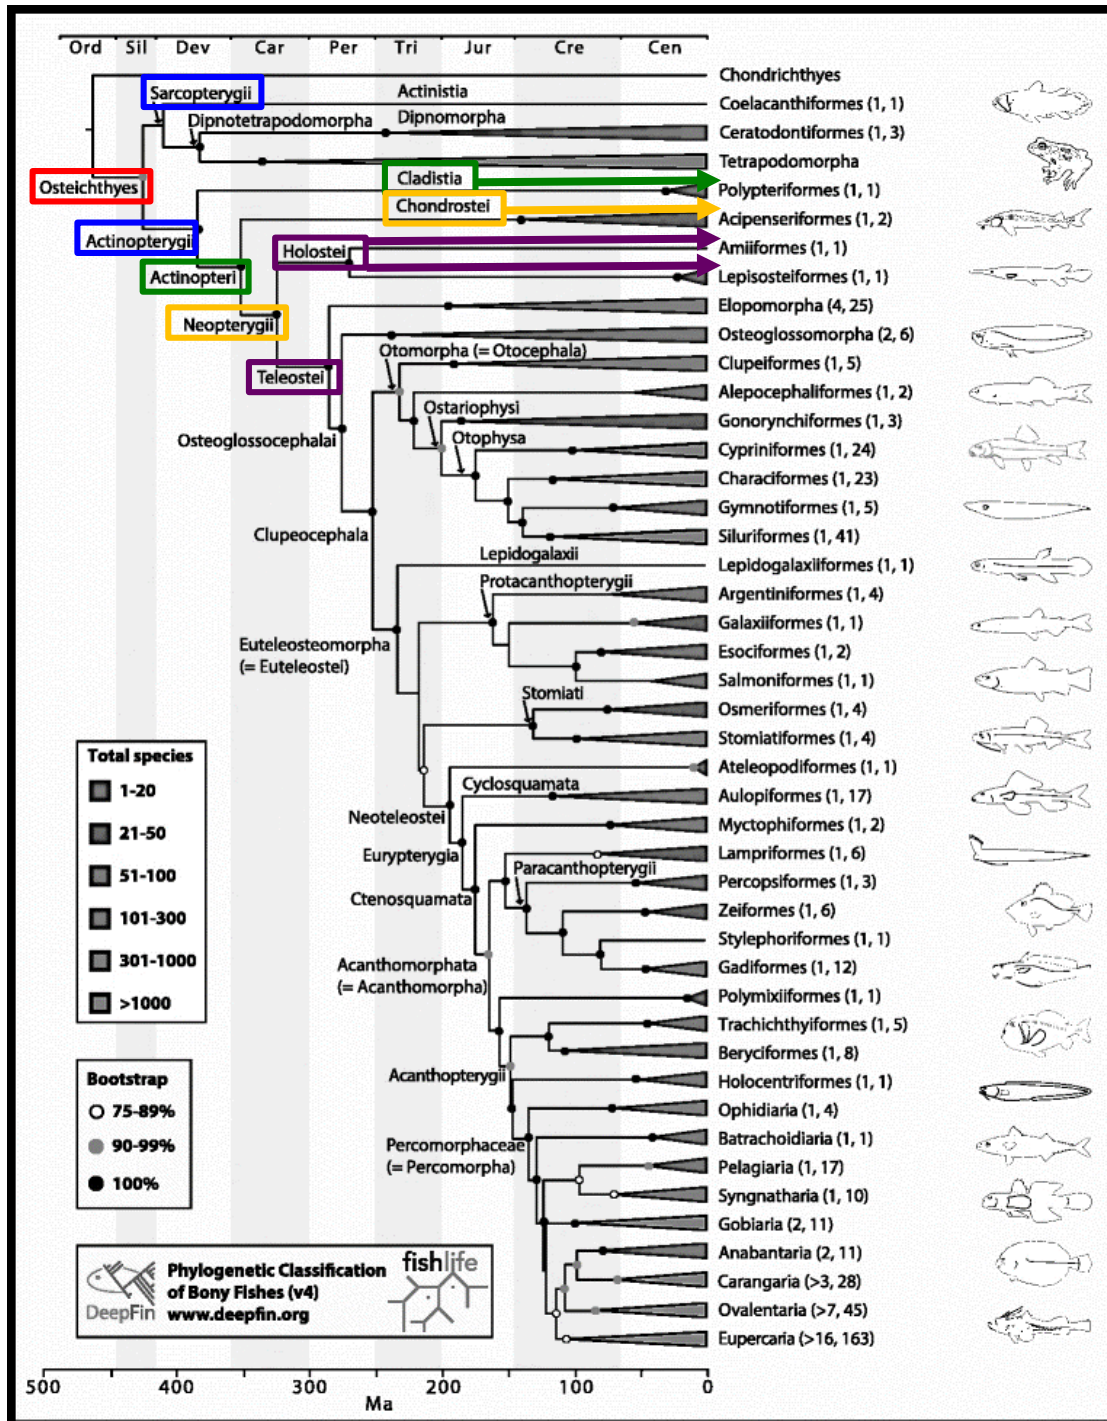 Ord Sil Dev Car Per Tri Jur Cre Cen
Chondrichthyes
Sarcopterygii
Actinistia
Coelacanthiformes (1, 1)
Dipnotetrapodomorpha
Dipnomorpha
Ceratodontiformes (1, 3)
Tetrapodomorpha
Osteichthyes
Cladistia
Polypteriformes (1, 1)
Chondrostei
Acipenseriformes (1, 2)
Actinopterygii
Holostei
Amiiformes (1, 1)
Actinopteri
Lepisosteiformes (1, 1)
Elopomorpha (4, 25)
Neopterygii
Osteoglossomorpha (2, 6)
Otomorpha (= Otocephala)
Clupeiformes (1, 5)
Teleostei
Alepocephaliformes (1, 2)
Ostariophysi
Gonorynchiformes (1, 3)
Osteoglossocephalai
Otophysa
Cypriniformes (1, 24)
Characiformes (1, 23)
Gymnotiformes (1, 5)
Clupeocephala
Siluriformes (1, 41)
Lepidogalaxii
Lepidogalaxiiformes (1, 1)
Protacanthopterygii
Argentiniformes (1, 4)
Galaxiiformes (1, 1)
Euteleosteomorpha
(= Euteleostei)
Esociformes (1, 2)
Salmoniformes (1, 1)
Stomiati
Osmeriformes (1, 4)
Stomiatiformes (1, 4)
Ateleopodiformes (1, 1)
Cyclosquamata
Aulopiformes (1, 17)
Neoteleostei
Myctophiformes (1, 2)
Eurypterygia
Lampriformes (1, 6)
Paracanthopterygii
Percopsiformes (1, 3)
Ctenosquamata
Zeiformes (1, 6)
Stylephoriformes (1, 1)
Acanthomorphata
(= Acanthomorpha)
Gadiformes (1, 12)
Polymixiiformes (1, 1)
Trachichthyiformes (1, 5)
Beryciformes (1, 8)
Acanthopterygii
Holocentriformes (1, 1)
Ophidiaria (1, 4)
Percomorphaceae
(= Percomorpha)
Batrachoidiaria (1, 1)
Pelagiaria (1, 17)
Syngnatharia (1, 10)
Gobiaria (2, 11)
Anabantaria (2, 11)
Carangaria (>3, 28)
Ovalentaria (>7, 45)
Eupercaria (>16, 163)
Total species
1-20
21-50
51-100
101-300
301-1000
>1000
Bootstrap
75-89%
90-99%
100%
DeepFin
Phylogenetic Classification
of Bony Fishes (v4)
www.deepfin.org
fishlife
500 400 300 200 100 0
Ma